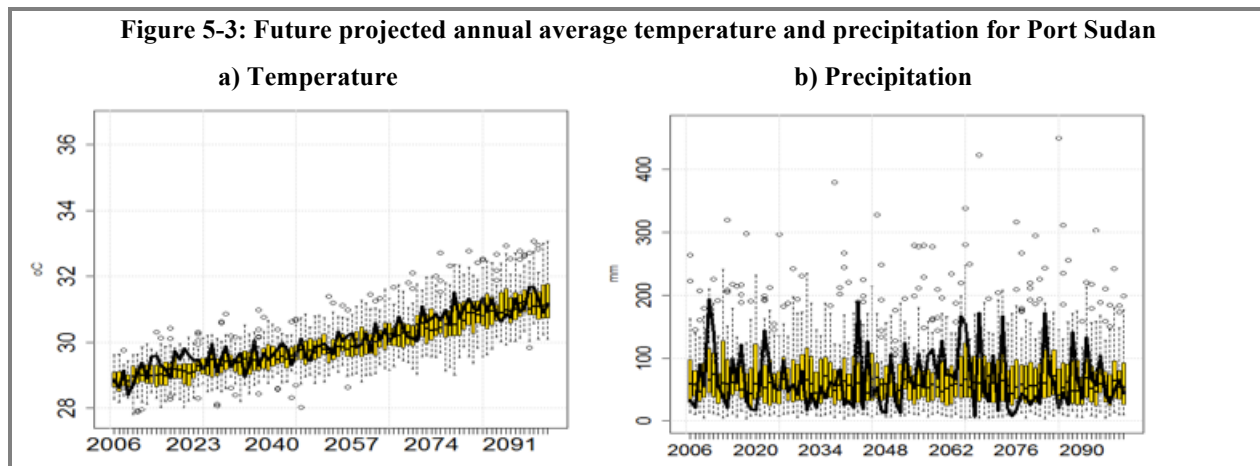 Figure 5-3: Future projected annual average temperature and precipitation for Port Sudan
a) Temperature
b) Precipitation
36
34
32
30
28
oC
2006 2023 2040 2057 2074 2091
400
300
200
100
0
mm
2006 2020 2034 2048 2062 2076 2090